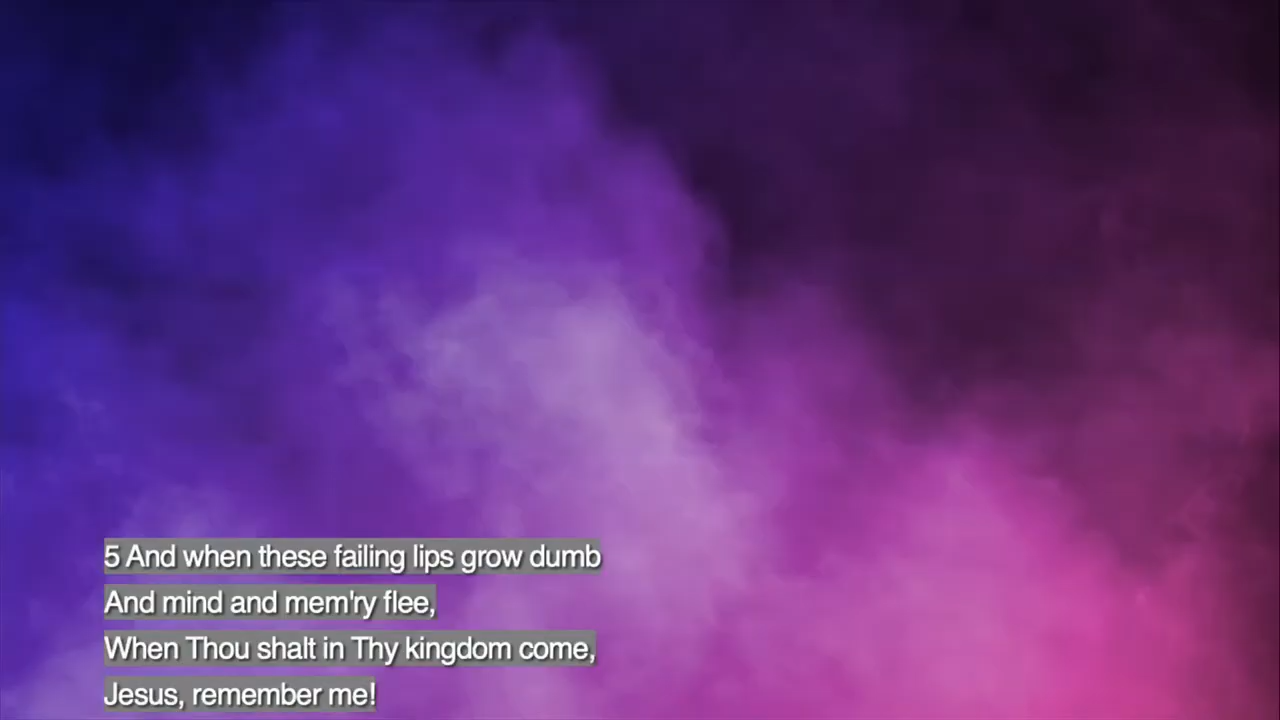 5 And when these failing lips grow dumb
And mind and mem'ry flee,
When Thou shalt in Thy kingdom come,
Jesus, remember me!